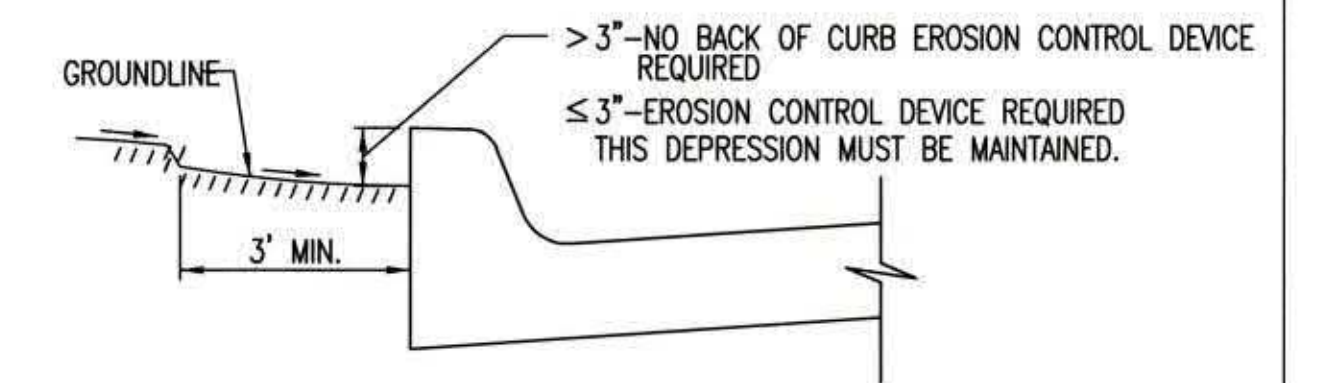 > 3"-NO BACK OF CURB EROSION CONTROL DEVICE
REQUIRED
GROUNDLINE
≤ 3"-EROSION CONTROL DEVICE REQUIRED
THIS DEPRESSION MUST BE MAINTAINED.
3' MIN.